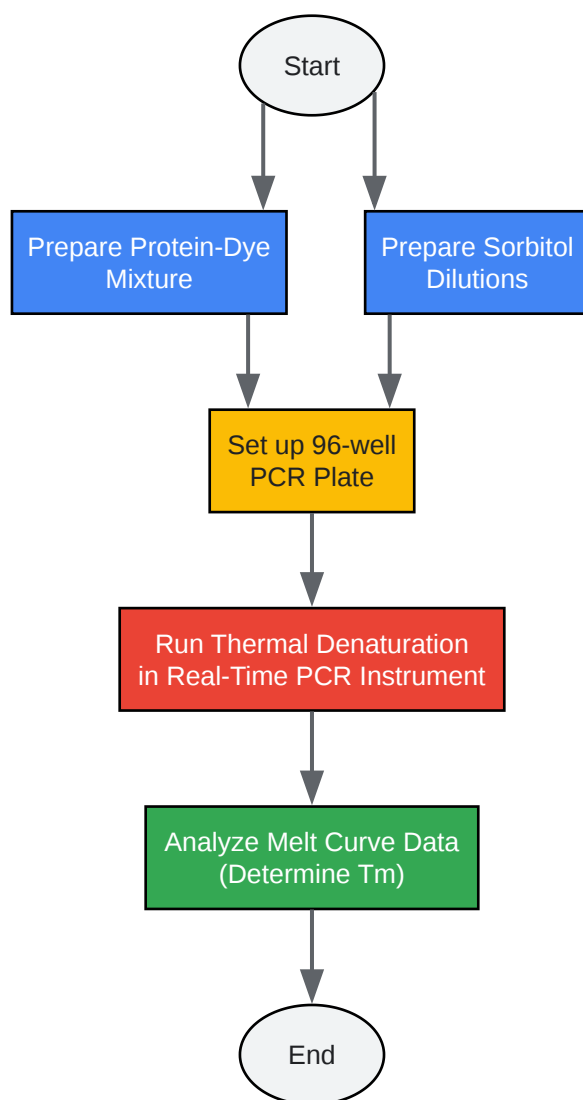 Start
Prepare Protein-Dye
Mixture
Prepare Sorbitol
Dilutions
Set up 96-well
PCR Plate
Run Thermal Denaturation
in Real-Time PCR Instrument
Analyze Melt Curve Data
(Determine Tm)
End